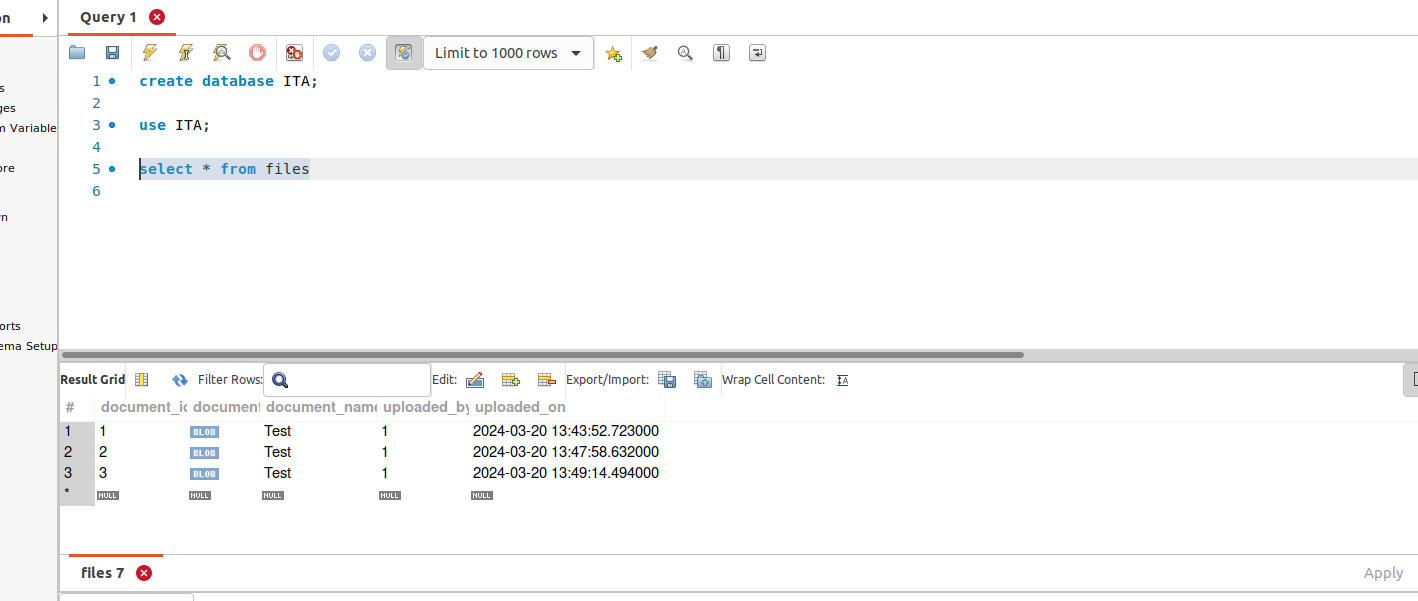 on
Query 1
Limit to 1000 rows
1 create database ITA;
2
3 use ITA;
4
5 select * from files
6
s
ges
m Variable
ore
wn
orts
ema Setup
Result Grid Filter Rows: Edit: Export/Import: Wrap Cell Content: IA
# document_id document document_name uploaded_by uploaded_on
1 1 BLOB Test 1 2024-03-20 13:43:52.723000
2 2 BLOB Test 1 2024-03-20 13:47:58.632000
3 3 BLOB Test 1 2024-03-20 13:49:14.494000
* NULL NULL NULL NULL NULL
files 7 Apply